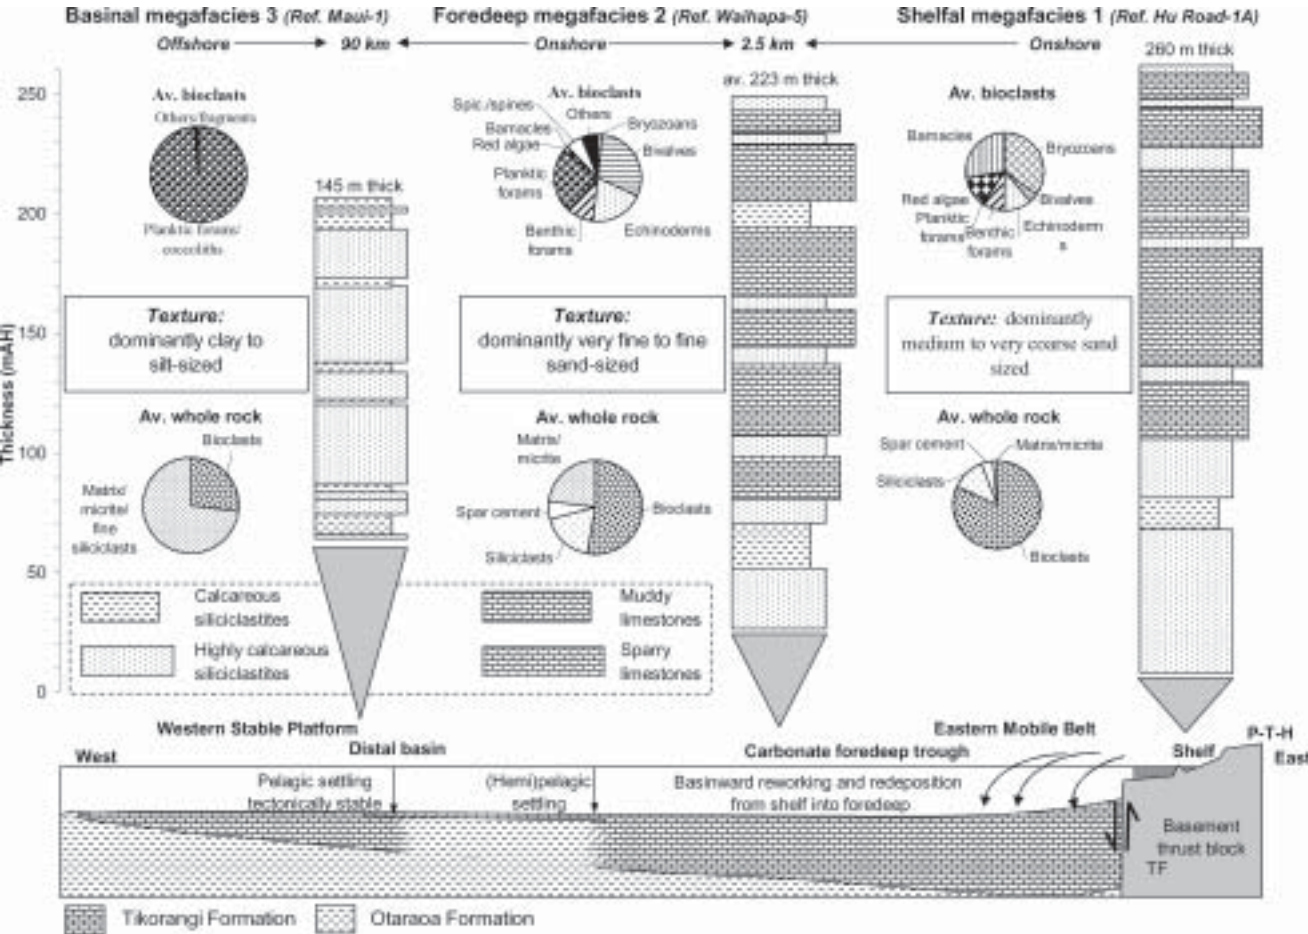 Basinal megafacies 3 (Ref. Maui-1)
Foredeep megafacies 2 (Ref. Waihapa-5)
Shelfal megafacies 1 (Ref. Hu Road-1A)
Offshore
90 km
Onshore
2.5 km
Onshore
Thickness (mAH)
250
200
150
100
50
0
Av. bioclasts
Others/fragments
Planktic forams/
coccoliths
145 m thick
Texture:
dominantly clay to
silt-sized
Av. whole rock
Bioclasts
Matrix/
micrite/
fine
siliciclasts
Av. bioclasts
Spic./spines
Others
Barnacles
Bryozoans
Red algae
Bivalves
Planktic
forams
Benthic
forams
Echinoderms
av. 223 m thick
Texture:
dominantly very fine to fine
sand-sized
Av. whole rock
Matrix/
micrite
Spar cement
Bioclasts
Siliciclasts
260 m thick
Av. bioclasts
Barnacles
Bryozoans
Red algae
Bivalves
Planktic
forams
Benthic
forams
Echinoderm
s
Texture: dominantly
medium to very coarse sand
sized
Av. whole rock
Spar cement
Matrix/micrite
Siliciclasts
Bioclasts
Calcareous
siliciclastites
Muddy
limestones
Highly calcareous
siliciclastites
Sparry
limestones
Western Stable Platform
Eastern Mobile Belt
P-T-H
West
Distal basin
Carbonate foredeep trough
Shelf
East
Pelagic settling
tectonically stable
(Hemi)pelagic
settling
Basinward reworking and redeposition
from shelf into foredeep
Basement
thrust block
TF
Tikorangi Formation
Otaraoa Formation